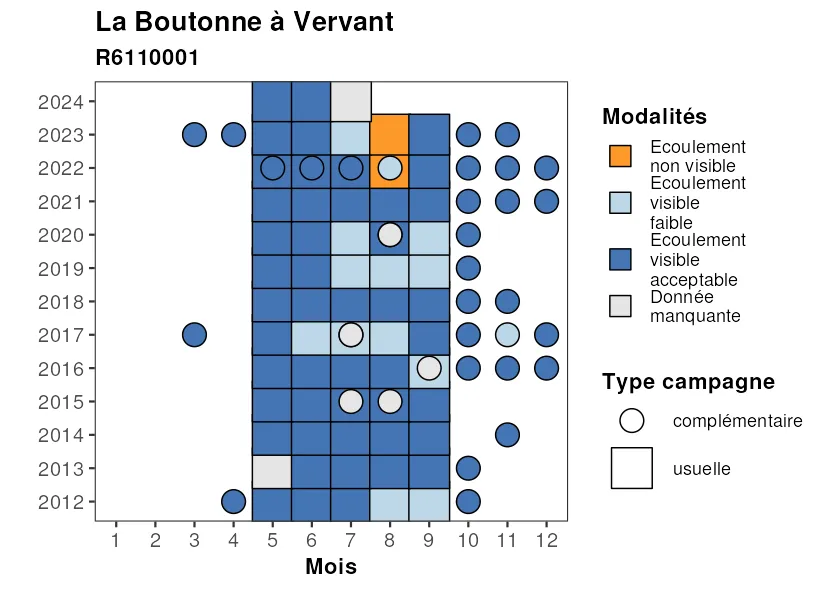 La Boutonne à Vervant
R6110001
2024
2023
2022
2021
2020
2019
2018
2017
2016
2015
2014
2013
2012
1 2 3 4 5 6 7 8 9 10 11 12
Mois
Modalités
Ecoulement
non visible
Ecoulement
visible
faible
Ecoulement
visible
acceptable
Donnée
manquante
Type campagne
complémentaire
usuelle